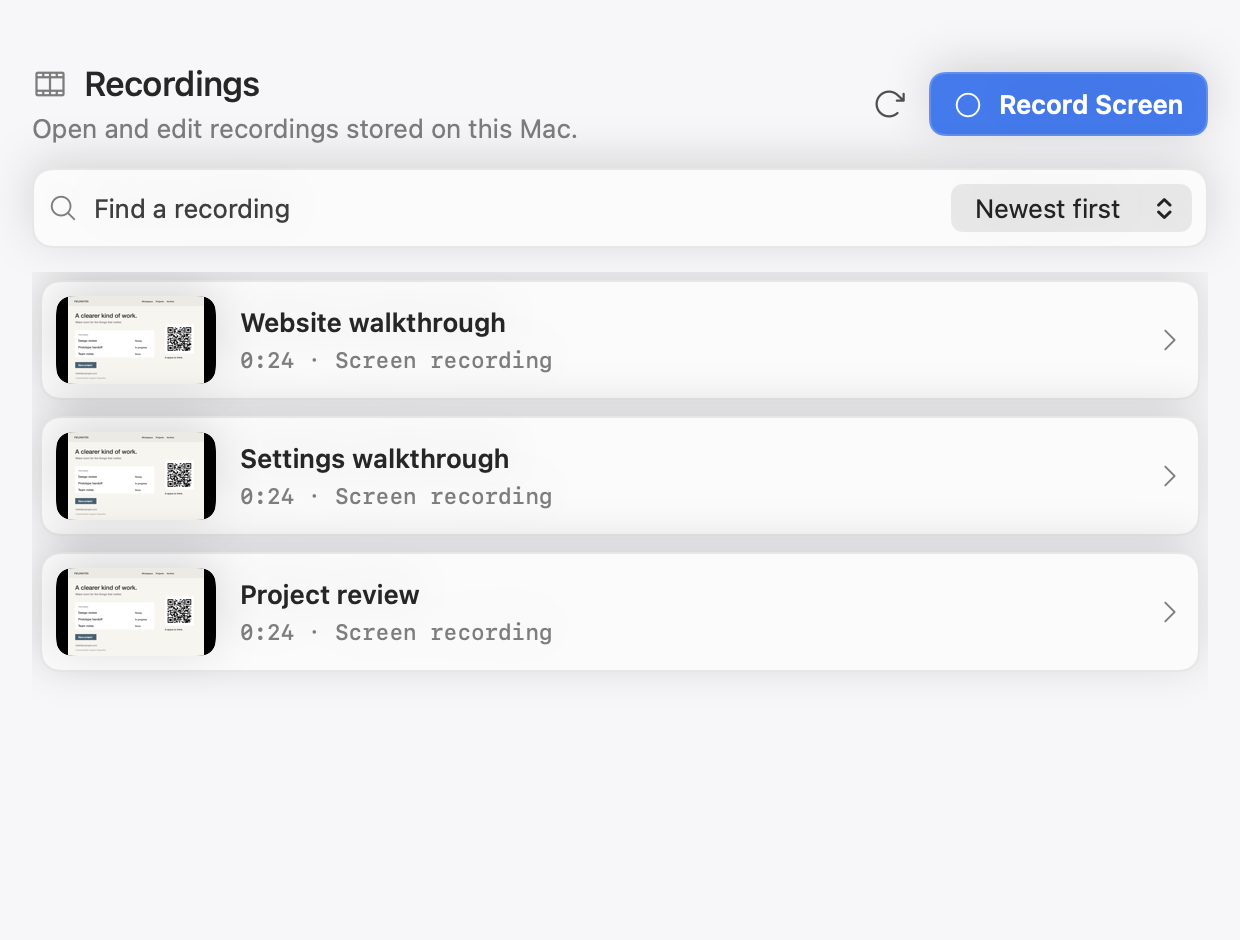 Recordings
Open and edit recordings stored on this Mac.
Record Screen
Find a recording
Newest first
A clearer kind of work.
Website walkthrough
0:24 · Screen recording
A clearer kind of work.
Settings walkthrough
0:24 · Screen recording
A clearer kind of work.
Project review
0:24 · Screen recording